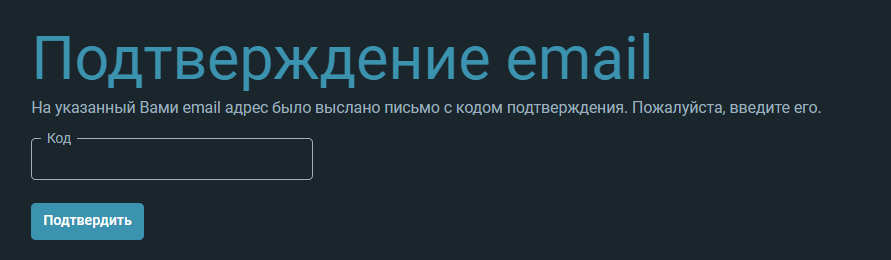 Подтверждение email
На указанный Вами email адрес было выслано письмо с кодом подтверждения. Пожалуйста, введите его.
Код
Подтвердить